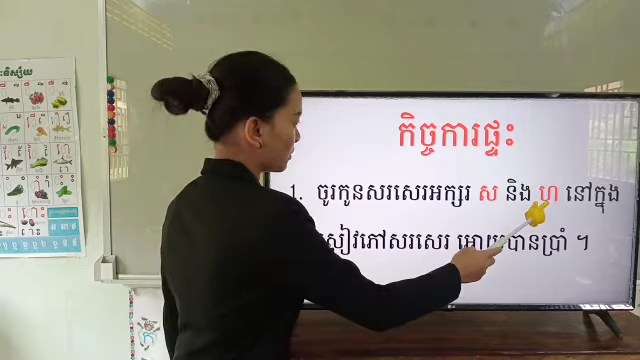 កិច្ចការផ្ទះ
1. ចូរកូនសរសេរអក្សរ ស និង ហ នៅក្នុង
សៀវភៅសរសេរ អោយបានប្រាំ ។